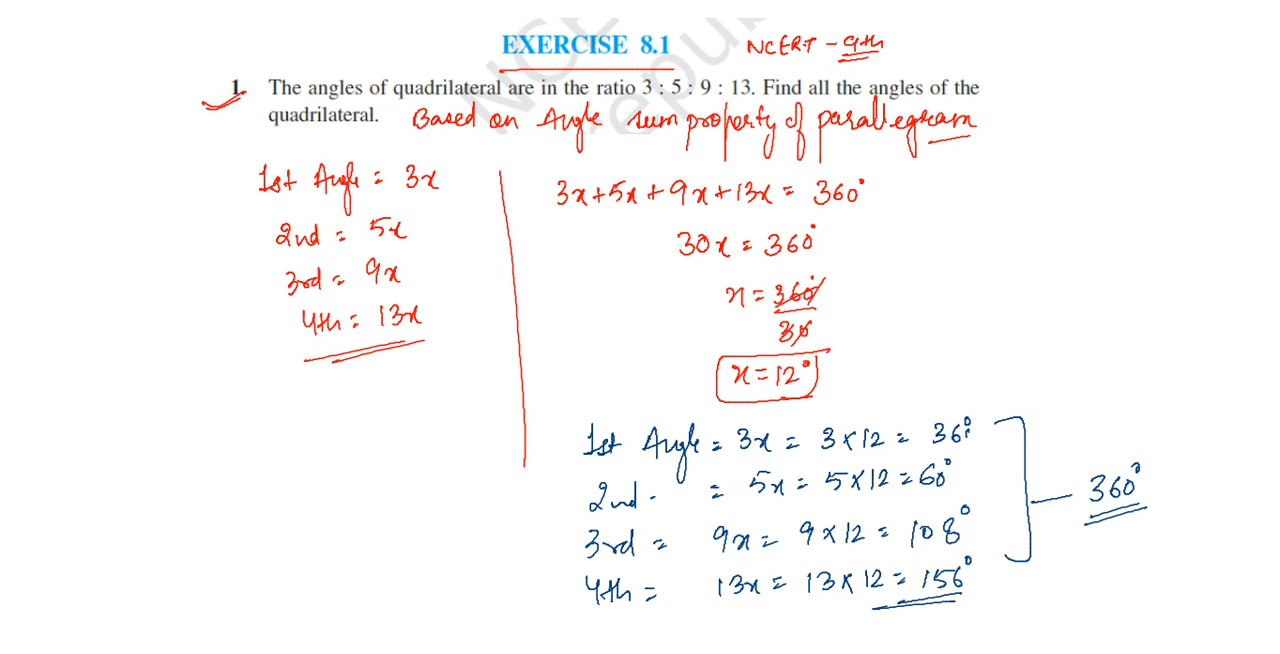 EXERCISE 8.1
NCERT - 9th
1. The angles of quadrilateral are in the ratio 3 : 5 : 9 : 13. Find all the angles of the
quadrilateral.
Based on Angle sum property of parallegram
1st Angle = 3x
2nd = 5x
3rd = 9x
4th = 13x
3x+5x+9x+13x = 360°
30x = 360°
x = 360°
30
x = 12°
1st Angle = 3x = 3×12 = 36°
2nd - = 5x = 5×12 = 60°
3rd = 9x = 9×12 = 108°
4th = 13x = 13×12 = 156°
360°